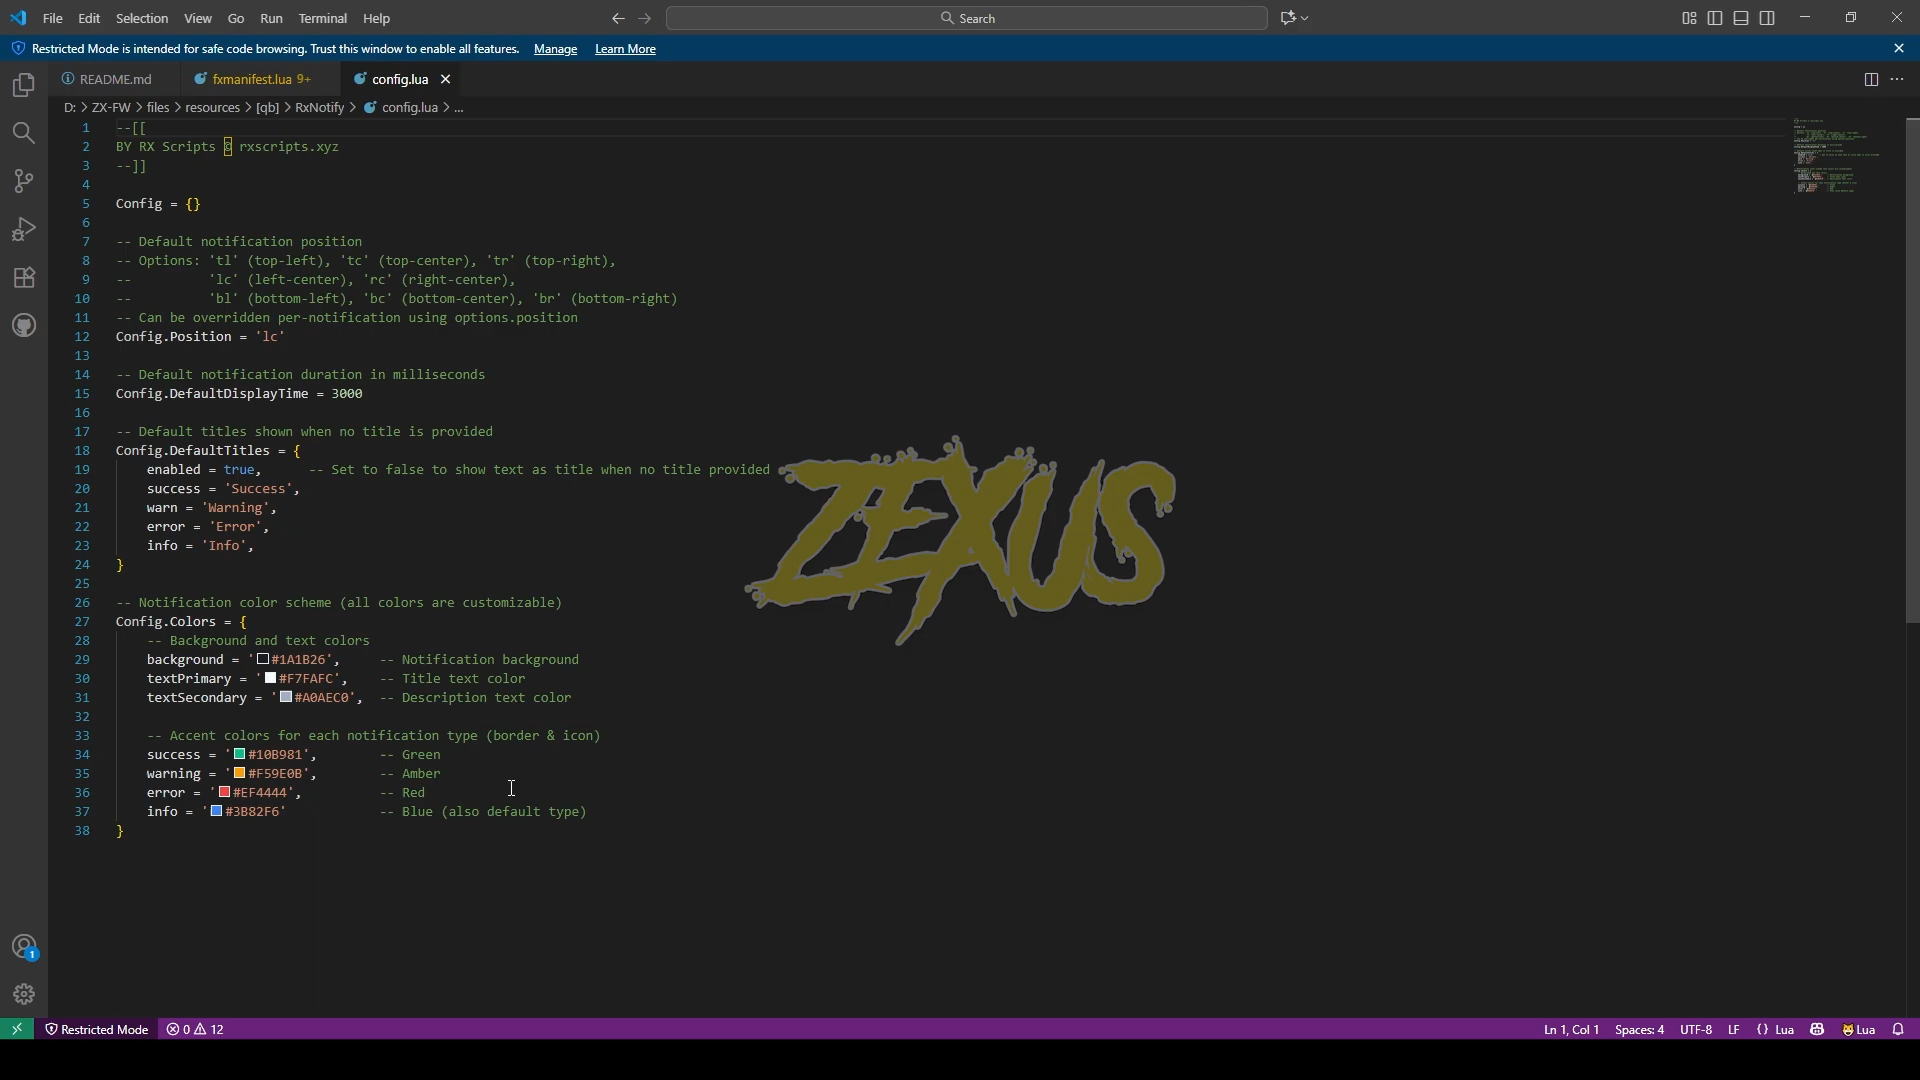 File Edit Selection View Go Run Terminal Help
Search
Restricted Mode is intended for safe code browsing. Trust this window to enable all features. Manage Learn More
README.md fxmanifest.lua 9+ config.lua
D: > ZX-FW > files > resources > [qb] > RxNotify > config.lua > ...
1 --[[
2 BY RX Scripts © rxscripts.xyz
3 --]]
4
5 Config = {}
6
7 -- Default notification position
8 -- Options: 'tl' (top-left), 'tc' (top-center), 'tr' (top-right),
9 -- 'lc' (left-center), 'rc' (right-center),
10 -- 'bl' (bottom-left), 'bc' (bottom-center), 'br' (bottom-right)
11 -- Can be overridden per-notification using options.position
12 Config.Position = 'lc'
13
14 -- Default notification duration in milliseconds
15 Config.DefaultDisplayTime = 3000
16
17 -- Default titles shown when no title is provided
18 Config.DefaultTitles = {
19 enabled = true, -- Set to false to show text as title when no title provided
20 success = 'Success',
21 warn = 'Warning',
22 error = 'Error',
23 info = 'Info',
24 }
25
26 -- Notification color scheme (all colors are customizable)
27 Config.Colors = {
28 -- Background and text colors
29 background = '#1A1B26', -- Notification background
30 textPrimary = '#F7FAFC', -- Title text color
31 textSecondary = '#A0AEC0', -- Description text color
32
33 -- Accent colors for each notification type (border & icon)
34 success = '#10B981', -- Green
35 warning = '#F59E0B', -- Amber
36 error = '#EF4444', -- Red
37 info = '#3B82F6' -- Blue (also default type)
38 }
ZEXUS
1
Restricted Mode 0 12 Ln 1, Col 1 Spaces: 4 UTF-8 LF {} Lua Lua